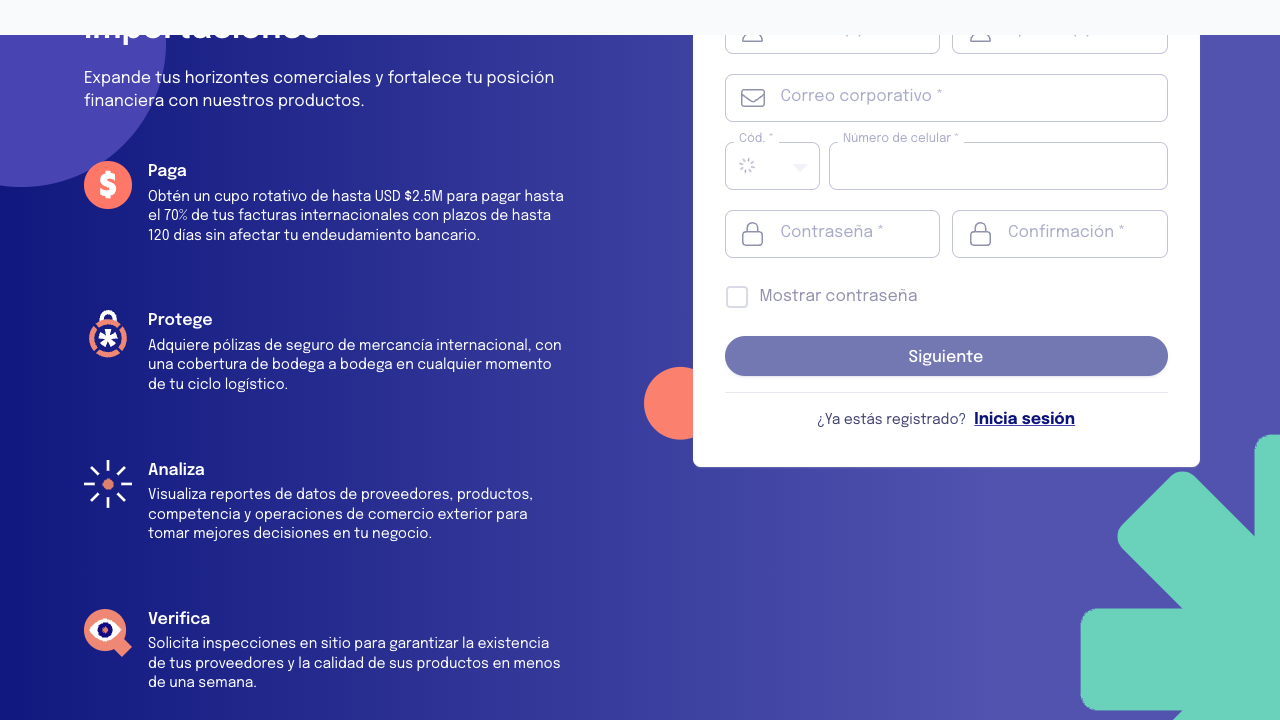 Expande tus horizontes comerciales y fortalece tu posición
financiera con nuestros productos.
Paga
Obtén un cupo rotativo de hasta USD $2.5M para pagar hasta
el 70% de tus facturas internacionales con plazos de hasta
120 días sin afectar tu endeudamiento bancario.
Protege
Adquiere pólizas de seguro de mercancía internacional, con
una cobertura de bodega a bodega en cualquier momento
de tu ciclo logístico.
Analiza
Visualiza reportes de datos de proveedores, productos,
competencia y operaciones de comercio exterior para
tomar mejores decisiones en tu negocio.
Verifica
Solicita inspecciones en sitio para garantizar la existencia
de tus proveedores y la calidad de sus productos en menos
de una semana.
Correo corporativo *
Cód. *
Número de celular *
Contraseña *
Confirmación *
Mostrar contraseña
Siguiente
¿Ya estás registrado? Inicia sesión